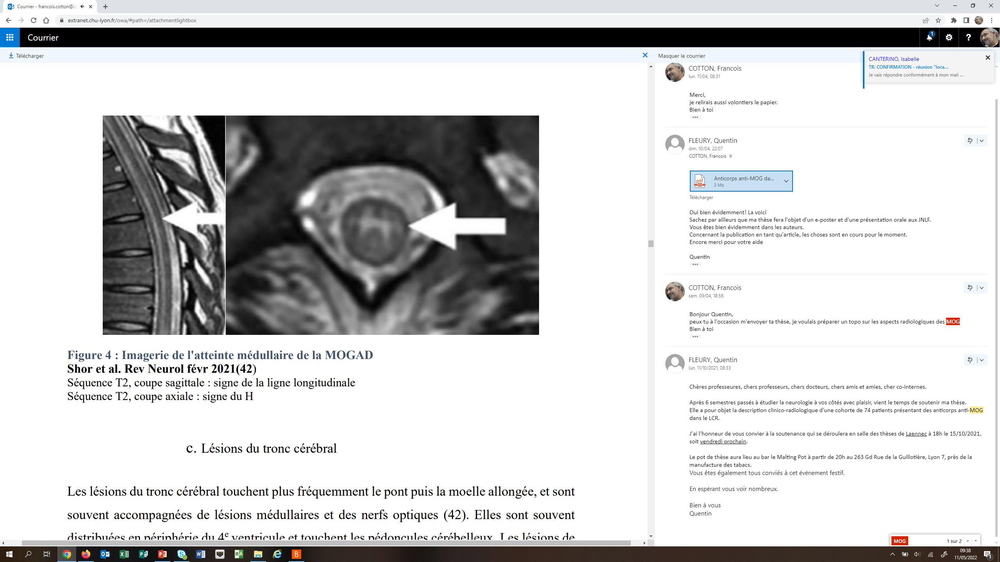 Courrier - francois.cotton@c
extranet.chu-lyon.fr/owa/#path=/attachmentlightbox
Courrier
1
?
Télécharger
Masquer le courrier
CANTERINO, Isabelle
TR: CONFIRMATION - réunion "loca...
Je vais répondre conformément à mon mail ...
Figure 4 : Imagerie de l'atteinte médullaire de la MOGAD
Shor et al. Rev Neurol févr 2021(42)
Séquence T2, coupe sagittale : signe de la ligne longitudinale
Séquence T2, coupe axiale : signe du H
c. Lésions du tronc cérébral
Les lésions du tronc cérébral touchent plus fréquemment le pont puis la moelle allongée, et sont
souvent accompagnées de lésions médullaires et des nerfs optiques (42). Elles sont souvent
distribuées en périphérie du 4e ventricule et touchent les pédoncules cérébelleux. Les lésions de
COTTON, Francois
lun. 11/04, 08:31
Merci,
je relirais aussi volontiers le papier.
Bien à toi
FLEURY, Quentin
dim. 10/04, 22:07
COTTON, Francois
pdf
Anticorps anti-MOG da...
3 Mo
Télécharger
Oui bien évidemment! La voici
Sachez par ailleurs que ma thèse fera l'objet d'un e-poster et d'une présentation orale aux JNLF.
Vous êtes bien évidemment dans les auteurs.
Concernant la publication en tant qu'article, les choses sont en cours pour le moment.
Encore merci pour votre aide
Quentin
COTTON, Francois
sam. 09/04, 18:56
Bonjour Quentin,
peux tu à l'occasion m'envoyer ta thèse, je voulais préparer un topo sur les aspects radiologiques des MOG
Bien à toi
FLEURY, Quentin
lun. 11/10/2021, 08:33
Chères professeures, chers professeurs, chers docteurs, chers amis et amies, cher co-internes.
Après 6 semestres passés à étudier la neurologie à vos côtés avec plaisir, vient le temps de soutenir ma thèse.
Elle a pour objet la description clinico-radiologique d'une cohorte de 74 patients présentant des anticorps anti-MOG
dans le LCR.
J'ai l'honneur de vous convier à la soutenance qui se déroulera en salle des thèses de Laennec à 18h le 15/10/2021,
soit vendredi prochain.
Le pot de thèse aura lieu au bar le Malting Pot à partir de 20h au 263 Gd Rue de la Guillotière, Lyon 7, près de la
manufacture des tabacs.
Vous êtes également tous conviés à cet évènement festif.
En espérant vous voir nombreux.
Bien à vous
Quentin
MOG
1 sur 2
RA
09:38
11/05/2022
3